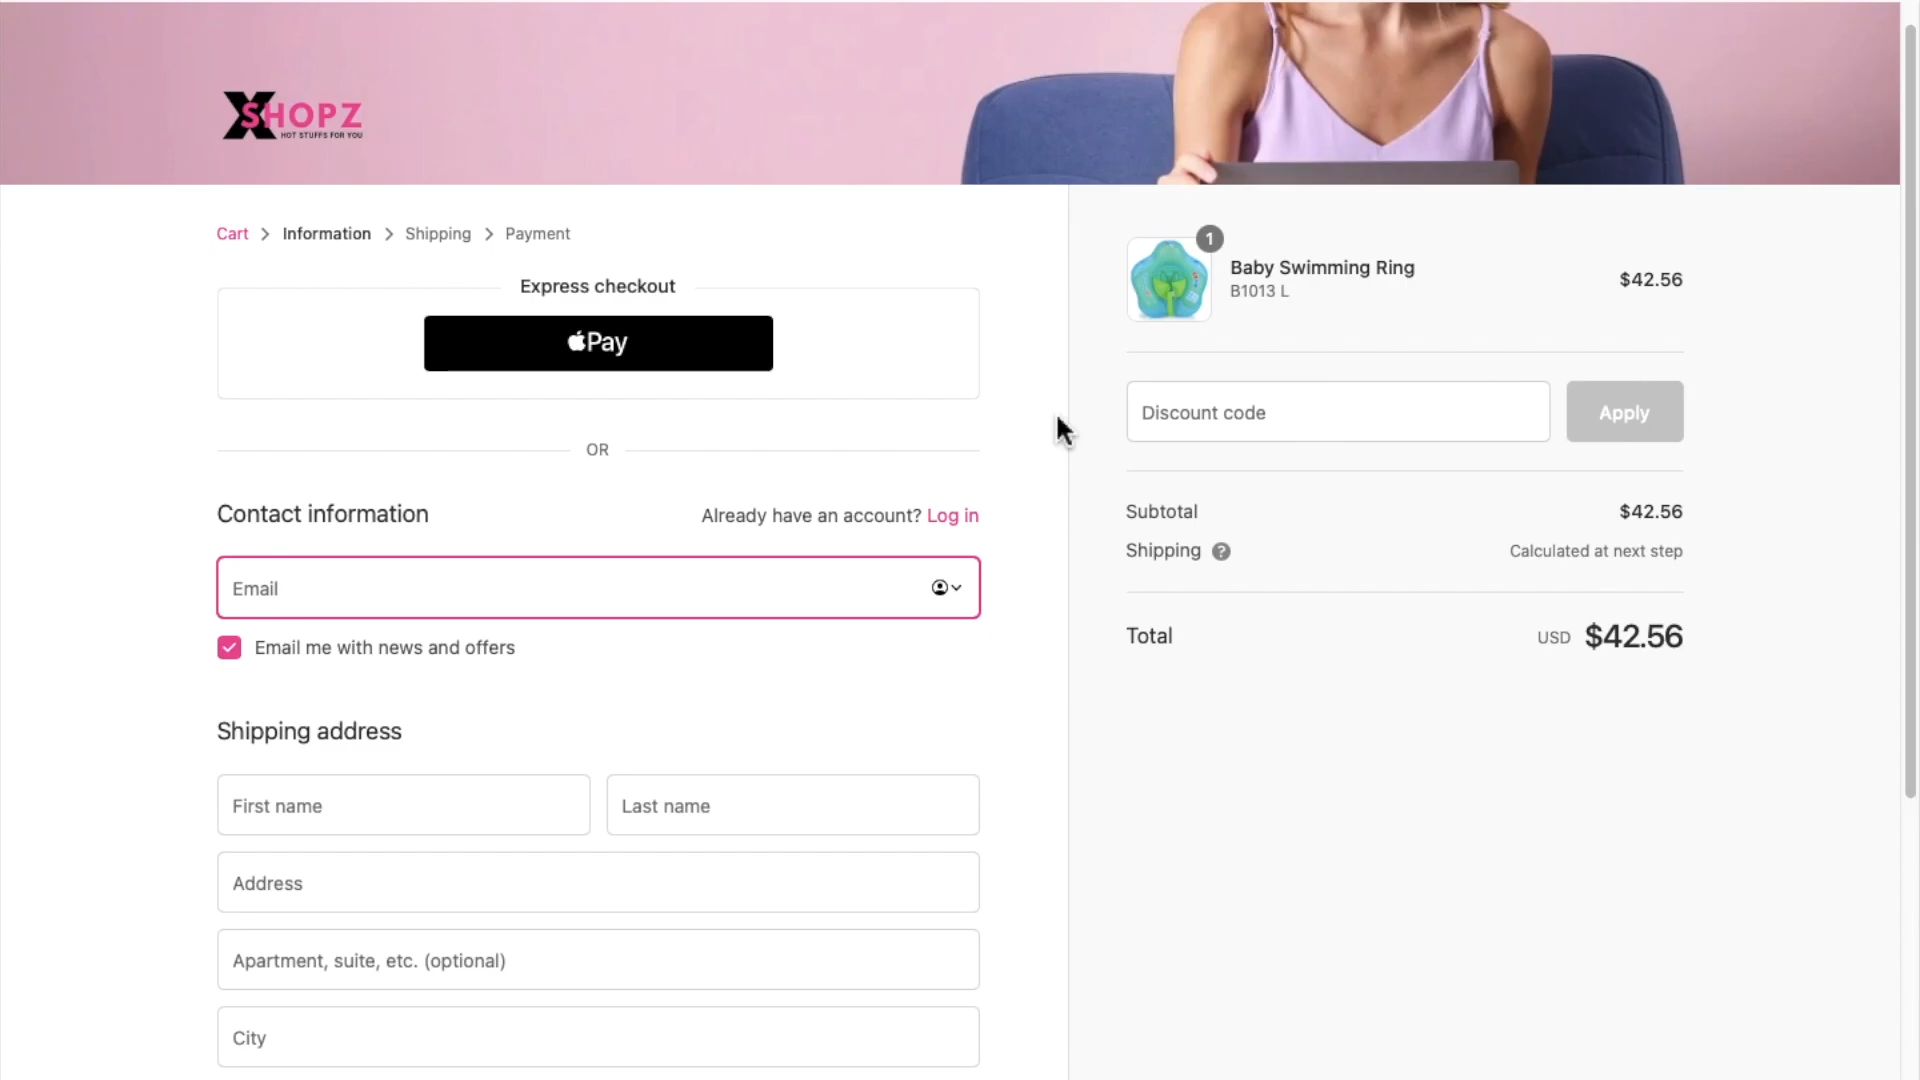 XSHOPZ
HOT STUFFS FOR YOU
Cart > Information > Shipping > Payment
Express checkout
Pay
OR
Contact information
Already have an account? Log in
Email
Email me with news and offers
Shipping address
First name
Last name
Address
Apartment, suite, etc. (optional)
City
1
Baby Swimming Ring
B1013 L
$42.56
Discount code
Apply
Subtotal
$42.56
Shipping ?
Calculated at next step
Total
USD $42.56